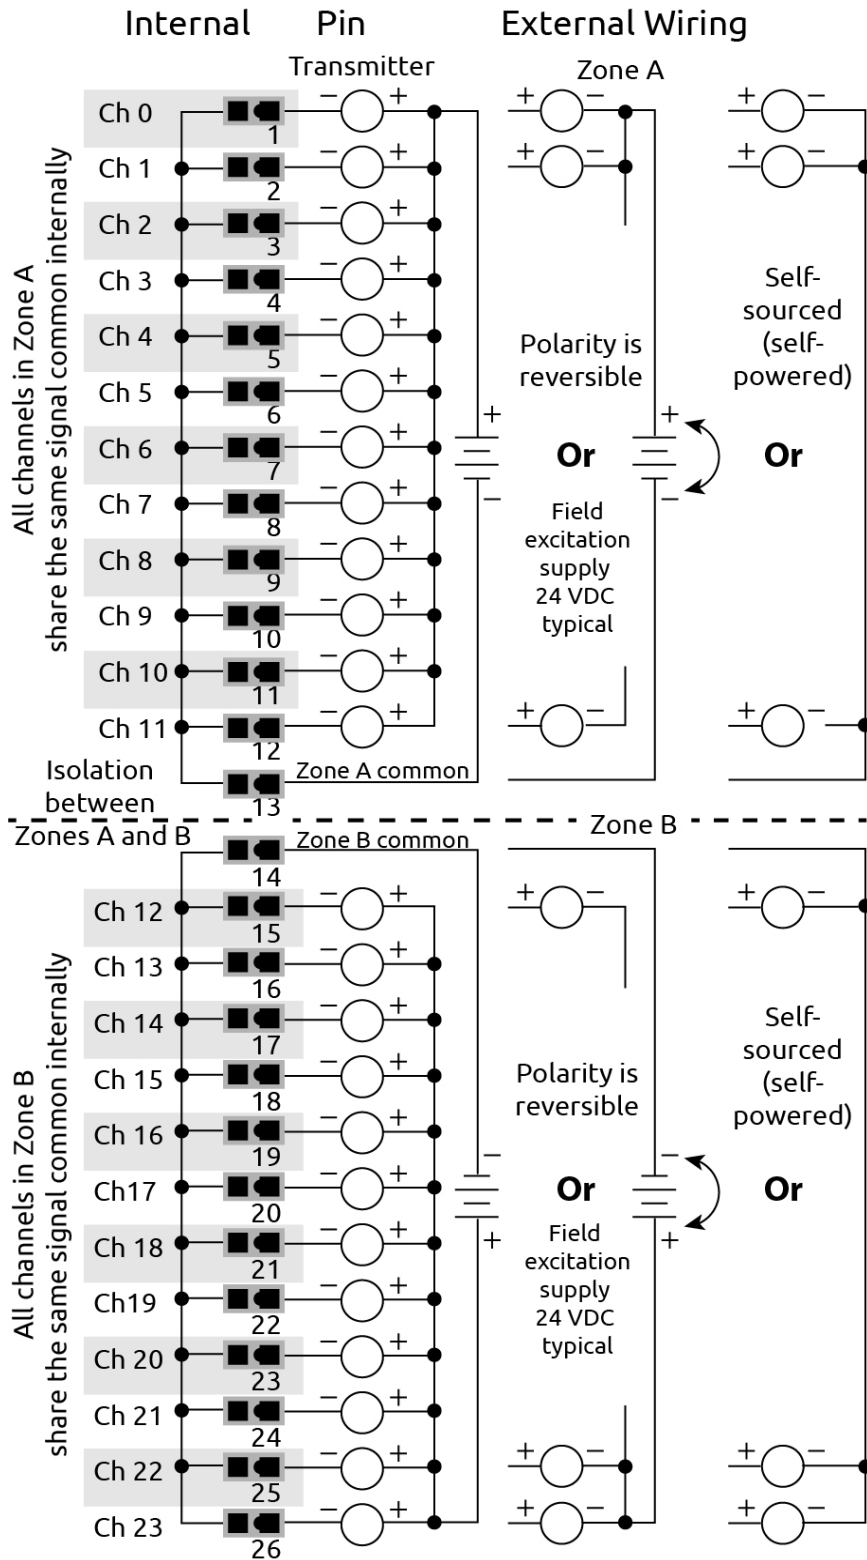 Internal Pin External Wiring
Transmitter Zone A
All channels in Zone A
share the same signal common internally
Ch 0 1 − + + − + −
Ch 1 2 − + + − + −
Ch 2 3 − +
Ch 3 4 − +
Ch 4 5 − +
Ch 5 6 − +
Ch 6 7 − +
Ch 7 8 − +
Ch 8 9 − +
Ch 9 10 − +
Ch 10 11 − +
Ch 11 12 − + + − + −
Polarity is
reversible
Self-
sourced
(self-
powered)
+ +
Or Or
− −
Field
excitation
supply
24 VDC
typical
Isolation
between
Zones A and B
13 Zone A common
Zone B
14 Zone B common
All channels in Zone B
share the same signal common internally
Ch 12 15 − + + − + −
Ch 13 16 − +
Ch 14 17 − +
Ch 15 18 − +
Ch 16 19 − +
Ch17 20 − +
Ch 18 21 − +
Ch19 22 − +
Ch 20 23 − +
Ch 21 24 − +
Ch 22 25 − + + − + −
Ch 23 26 − + + − + −
Polarity is
reversible
Self-
sourced
(self-
powered)
− −
Or Or
+ +
Field
excitation
supply
24 VDC
typical